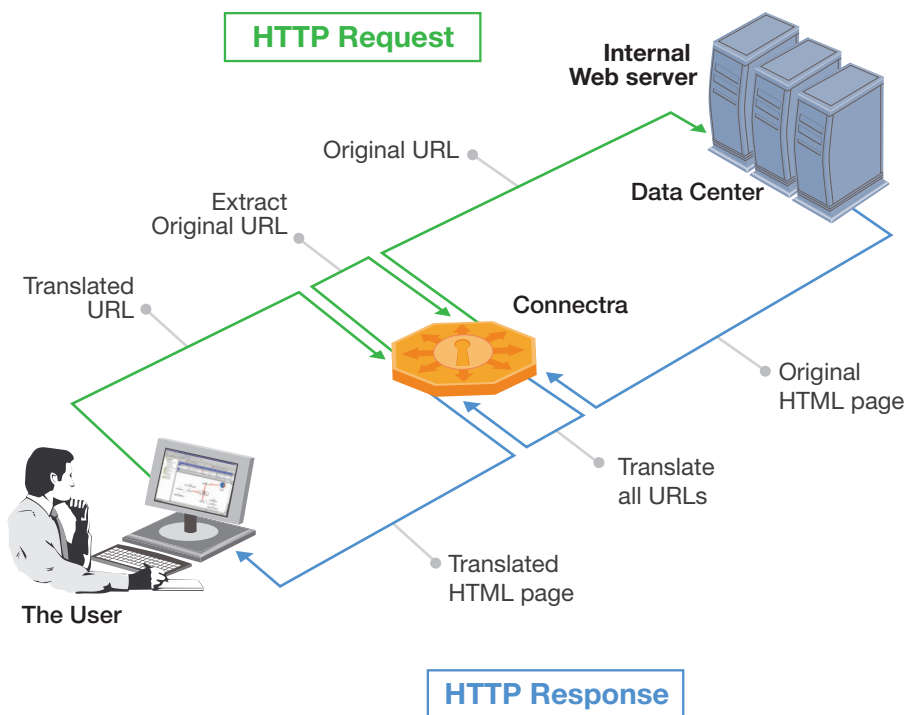 HTTP Request
Internal
Web server
Original URL
Data Center
Extract
Original URL
Translated
URL
Connectra
Original
HTML page
Translate
all URLs
Translated
HTML page
The User
HTTP Response